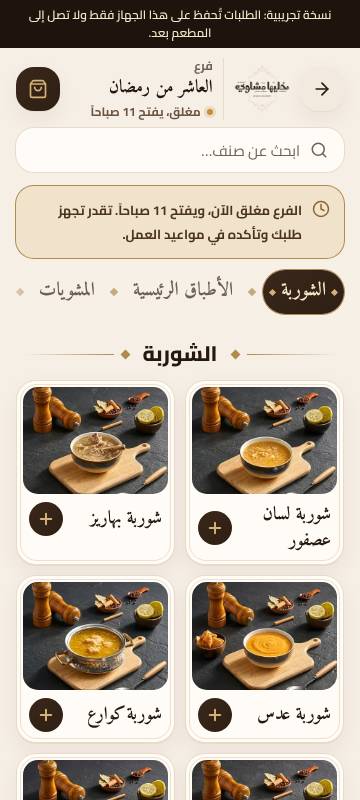 نسخة تجريبية: الطلبات تُحفظ على هذا الجهاز فقط ولا تصل إلى
المطعم بعد.
فرع
العاشر من رمضان
مغلق، يفتح 11 صباحاً
ابحث عن صنف...
الفرع مغلق الآن، ويفتح 11 صباحاً. تقدر تجهز
طلبك وتأكده في مواعيد العمل.
الشوربة
الأطباق الرئيسية
المشويات
الشوربة
شوربة لسان
عصفور
شوربة بهاريز
شوربة عدس
شوربة كوارع